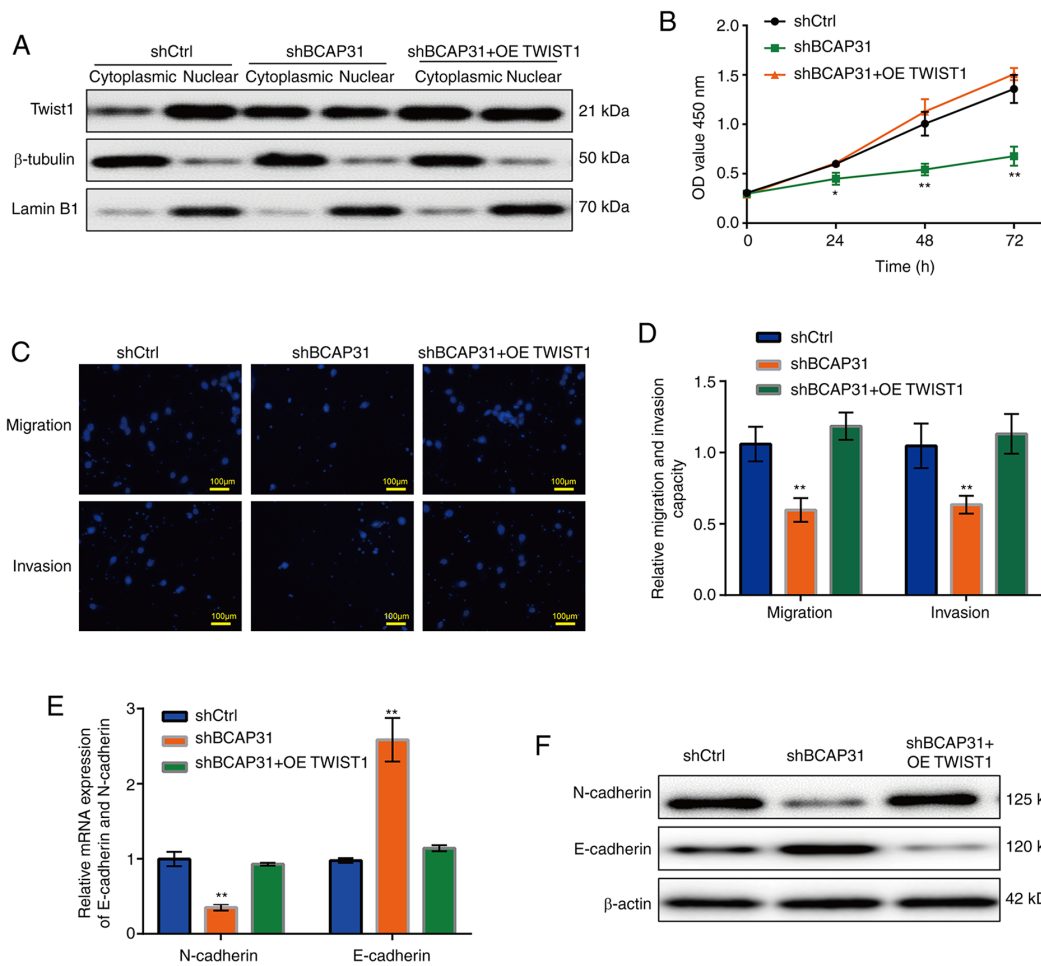 A
shCtrl shBCAP31 shBCAP31+OE TWIST1
Cytoplasmic Nuclear Cytoplasmic Nuclear Cytoplasmic Nuclear
Twist1 21 kDa
β-tubulin 50 kDa
Lamin B1 70 kDa
B
shCtrl
shBCAP31
shBCAP31+OE TWIST1
OD value 450 nm
2.0
1.5
1.0
0.5
0.0
* ** **
0 24 48 72
Time (h)
C
shCtrl shBCAP31 shBCAP31+OE TWIST1
Migration
100μm 100μm 100μm
Invasion
100μm 100μm 100μm
D
shCtrl
shBCAP31
shBCAP31+OE TWIST1
Relative migration and invasion
capacity
1.5
1.0
0.5
0.0
** **
Migration Invasion
E
shCtrl
shBCAP31
shBCAP31+OE TWIST1
Relative mRNA expression
of E-cadherin and N-cadherin
3
2
1
0
** **
N-cadherin E-cadherin
F
shCtrl shBCAP31 shBCAP31+
OE TWIST1
N-cadherin 125 k
E-cadherin 120 k
β-actin 42 kD